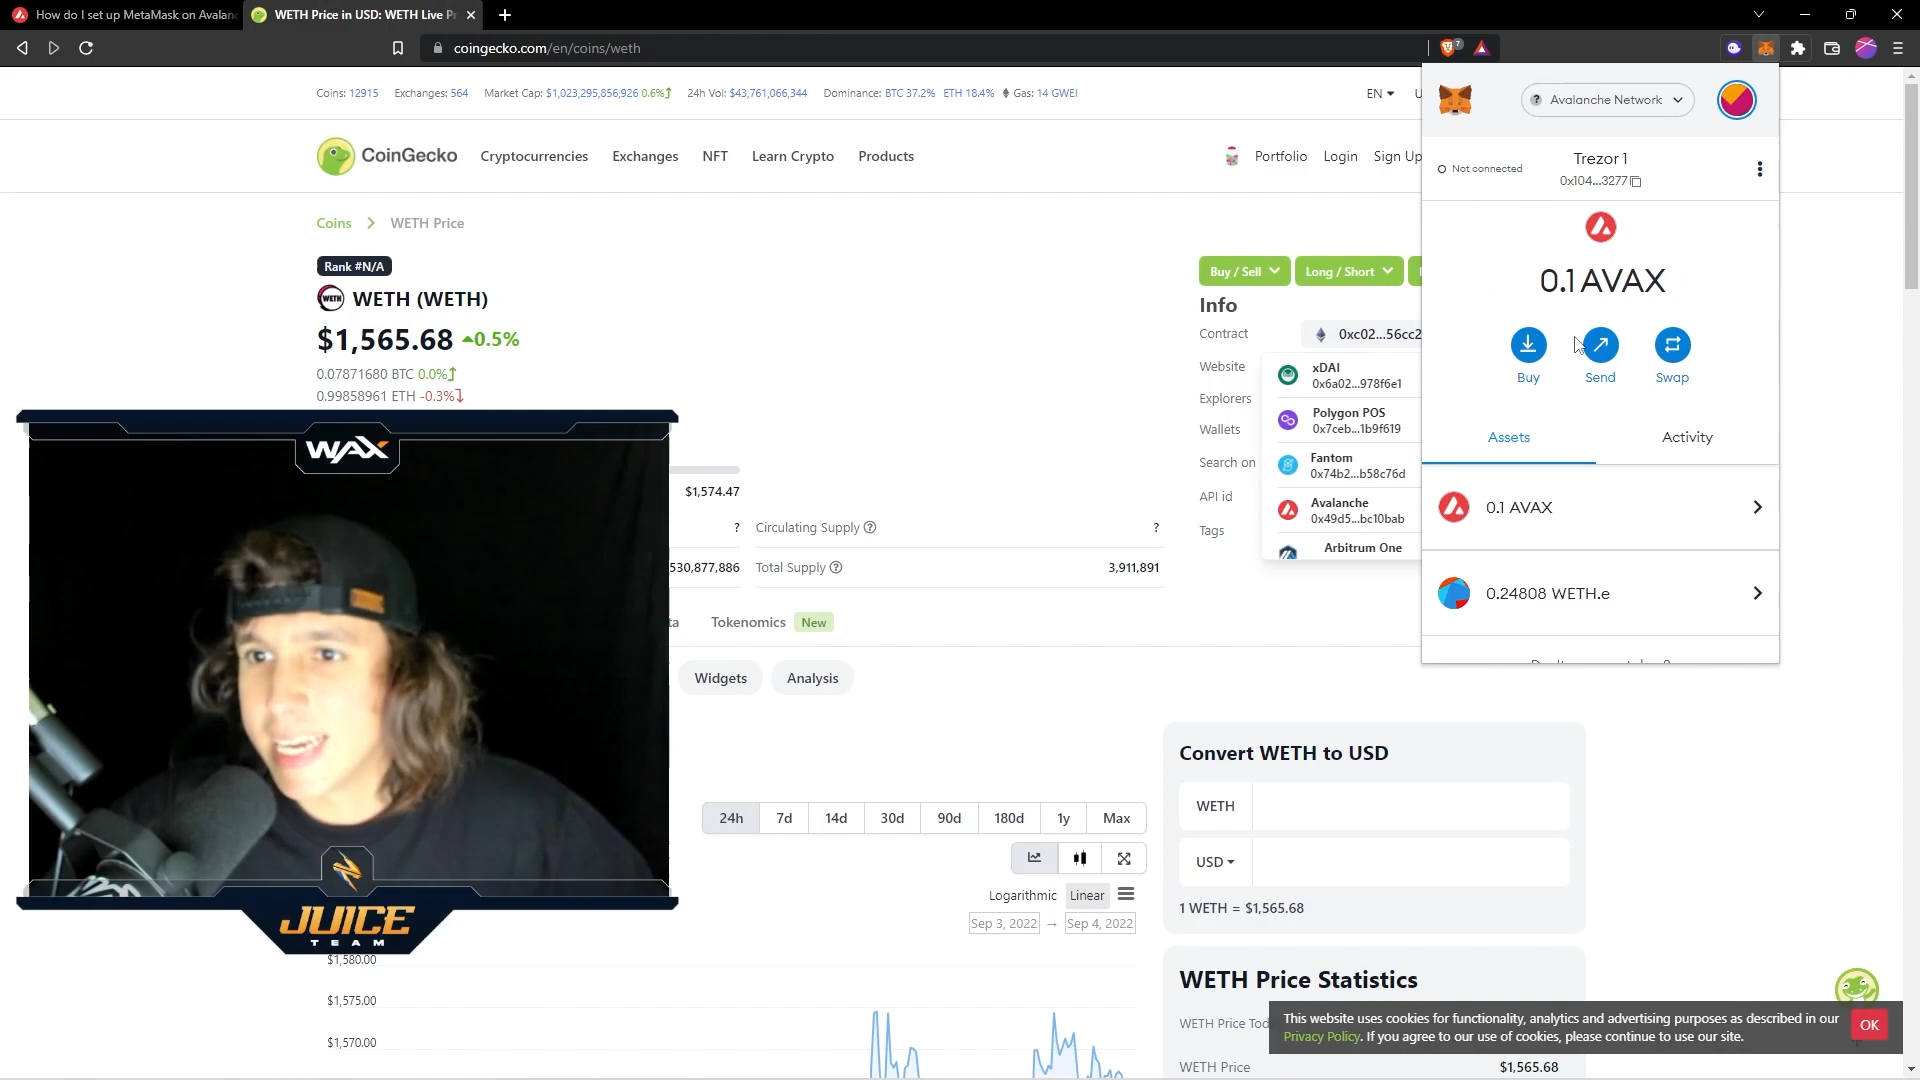 How do I set up MetaMask on Avalan
WETH Price in USD: WETH Live Pr
coingecko.com/en/coins/weth
7
Coins: 12915 Exchanges: 564 Market Cap: $1,023,295,856,926 0.6% 24h Vol: $43,761,066,344 Dominance: BTC 37.2% ETH 18.4% Gas: 14 GWEI
EN
CoinGecko
Cryptocurrencies Exchanges NFT Learn Crypto Products
Portfolio Login Sign Up
Coins > WETH Price
Rank #N/A
WETH
WETH (WETH)
$1,565.68 0.5%
0.07871680 BTC 0.0%
0.99858961 ETH -0.3%
$1,574.47
? Circulating Supply ? ?
530,877,886 Total Supply ? 3,911,891
ta Tokenomics New
Widgets Analysis
24h 7d 14d 30d 90d 180d 1y Max
Logarithmic Linear
Sep 3, 2022 → Sep 4, 2022
$1,580.00
$1,575.00
$1,570.00
WAX
JUICE
TEAM
Buy / Sell Long / Short
Info
Contract 0xc02...56cc2
Website
Explorers
Wallets
Search on
API id
Tags
xDAI
0x6a02...978f6e1
Polygon POS
0x7ceb...1b9f619
Fantom
0x74b2...b58c76d
Avalanche
0x49d5...bc10bab
Arbitrum One
Avalanche Network
Not connected
Trezor 1
0x104...3277
0.1 AVAX
Buy Send Swap
Assets Activity
0.1 AVAX
0.24808 WETH.e
Convert WETH to USD
WETH
USD
1 WETH = $1,565.68
WETH Price Statistics
WETH Price Tod
WETH Price $1,565.68
This website uses cookies for functionality, analytics and advertising purposes as described in our
Privacy Policy. If you agree to our use of cookies, please continue to use our site.
OK